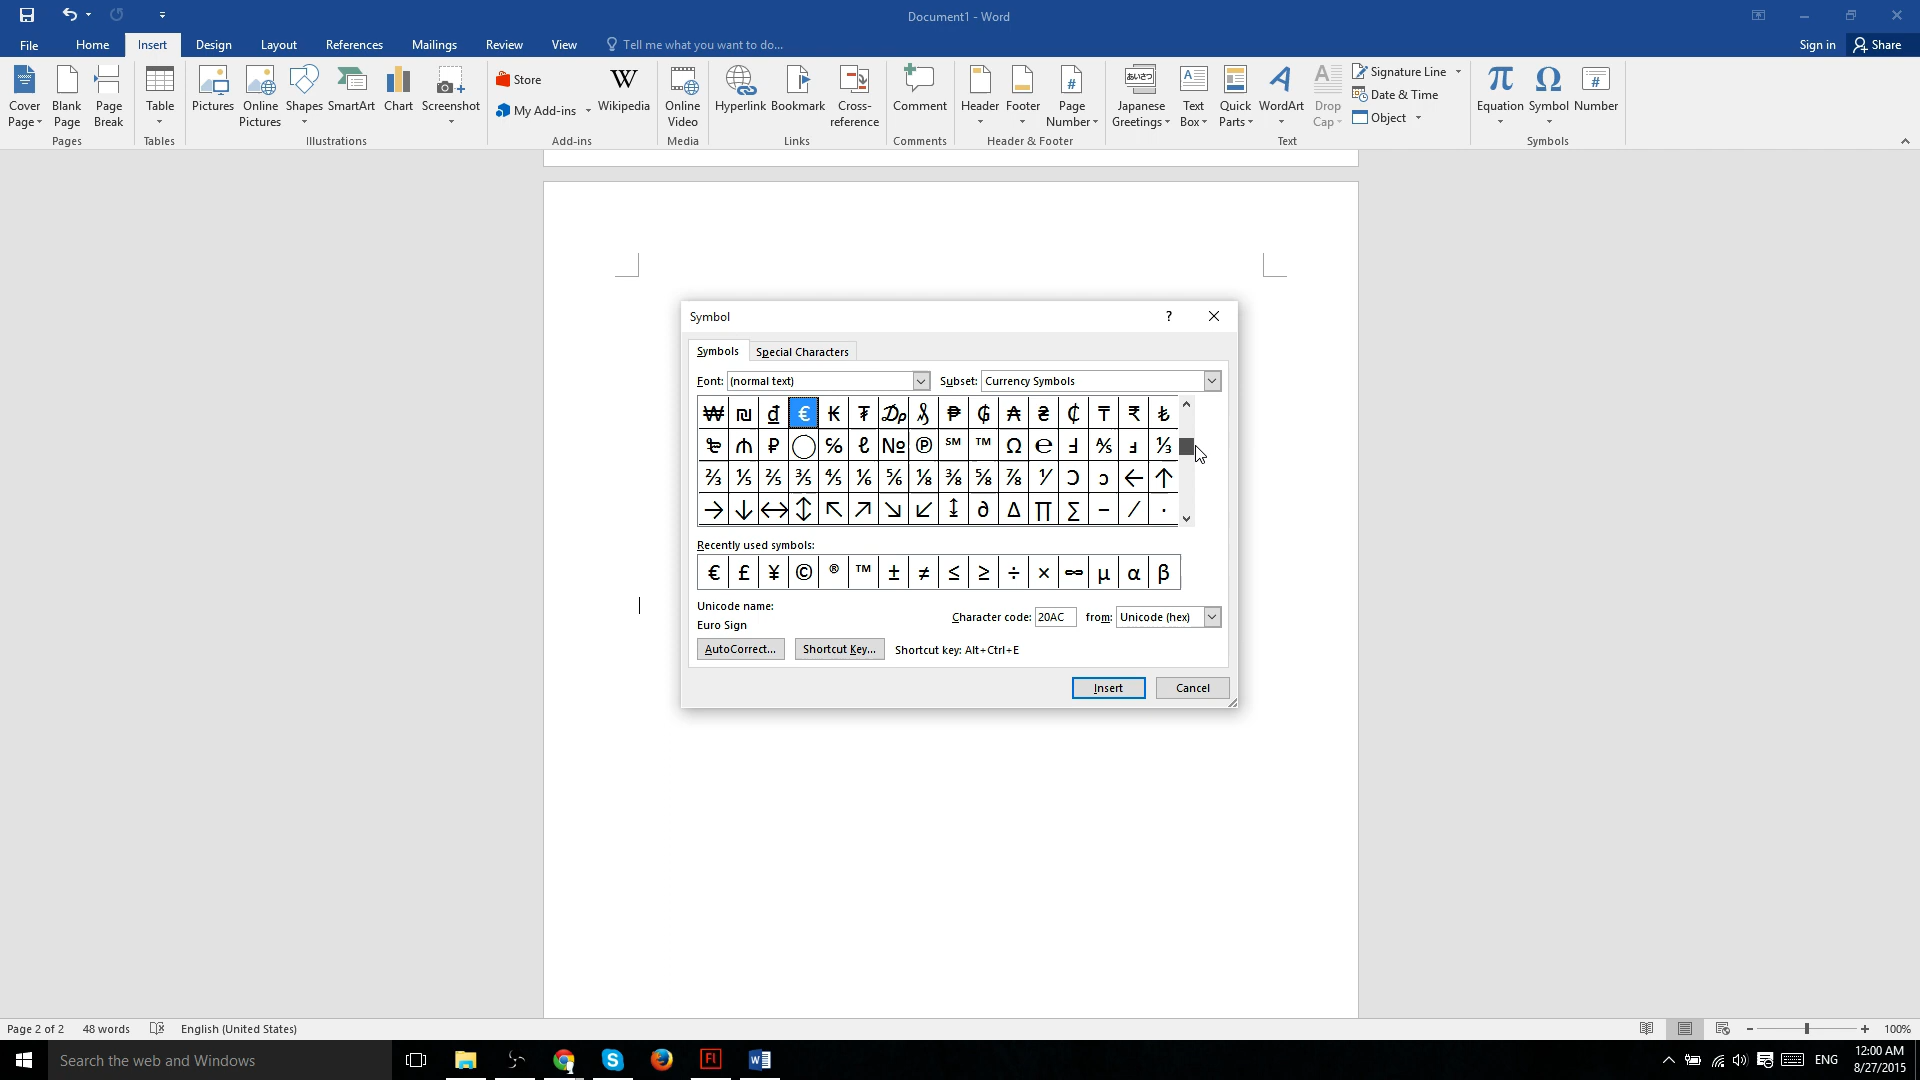 Document1 - Word
File Home Insert Design Layout References Mailings Review View Tell me what you want to do... Sign in Share
Cover Page
Blank Page
Page Break
Pages
Table
Tables
Pictures
Online Pictures
Shapes
SmartArt
Chart
Screenshot
Illustrations
Store
My Add-ins
W
Wikipedia
Add-ins
Online Video
Media
Hyperlink
Bookmark
Cross-reference
Links
Comment
Comments
Header
Footer
# Page Number
Header & Footer
Japanese Greetings
A Text Box
Quick Parts
A WordArt
A Drop Cap
Signature Line
Date & Time
Object
Text
π Equation
Ω Symbol
# Number
Symbols
Symbol ?
Symbols Special Characters
Font: (normal text) Subset: Currency Symbols
₩ ₪ ₫ € ₭ ₮ ₯ ₰ ₱ ₲ ₳ ₴ ₵ ₸ ₹ ₺
₻ ₼ ₽ ⃝ ℅ ℓ № ℗ ℠ ™ Ω ℮ Ⅎ ⅍ ⅎ ⅓
⅔ ⅕ ⅖ ⅗ ⅘ ⅙ ⅚ ⅛ ⅜ ⅝ ⅞ ⅟ Ↄ ↄ ← ↑
→ ↓ ↔ ↕ ↖ ↗ ↘ ↙ ↨ ∂ ∆ ∏ ∑ − ∕ ∙
Recently used symbols:
€ £ ¥ © ® ™ ± ≠ ≤ ≥ ÷ × ∞ µ α β
Unicode name:
Euro Sign
Character code: 20AC from: Unicode (hex)
AutoCorrect... Shortcut Key... Shortcut key: Alt+Ctrl+E
Insert Cancel
Page 2 of 2 48 words English (United States) 100%
Search the web and Windows
ENG
12:00 AM
8/27/2015